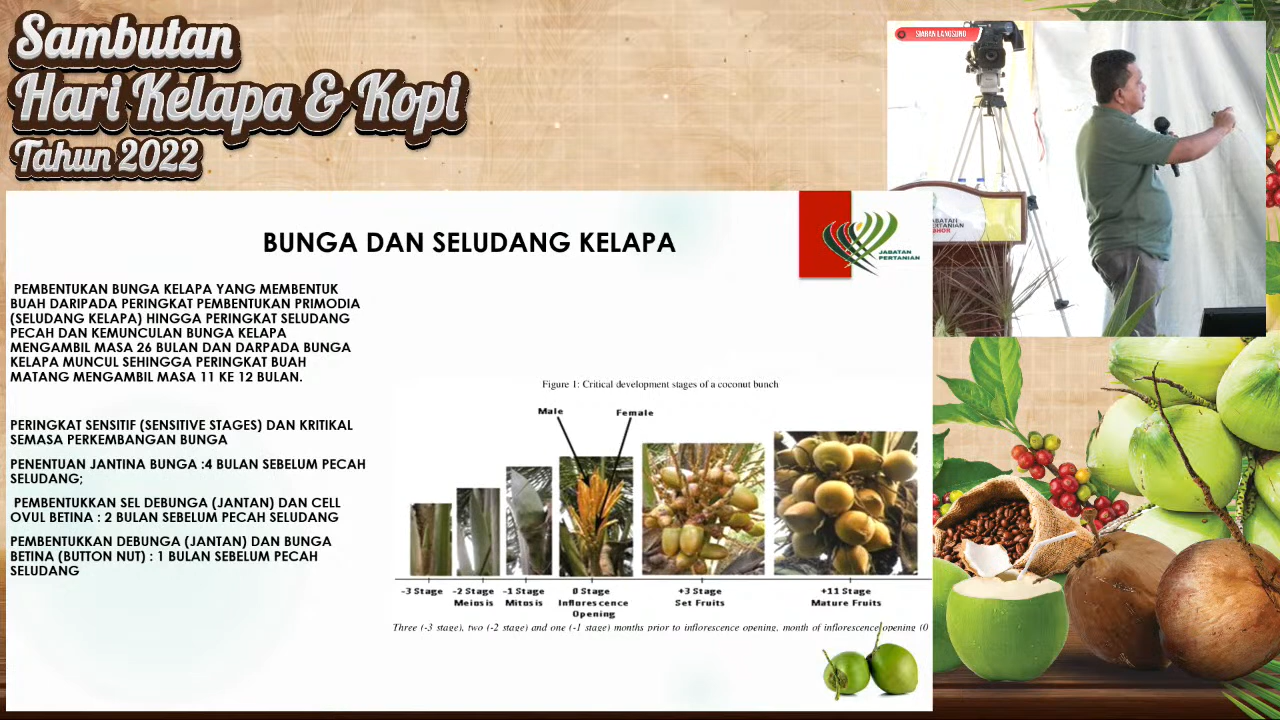 Sambutan
Hari Kelapa & Kopi
Tahun 2022
SIARAN LANGSUNG
BUNGA DAN SELUDANG KELAPA
JABATAN
PERTANIAN
PEMBENTUKAN BUNGA KELAPA YANG MEMBENTUK
BUAH DARIPADA PERINGKAT PEMBENTUKAN PRIMODIA
(SELUDANG KELAPA) HINGGA PERINGKAT SELUDANG
PECAH DAN KEMUNCULAN BUNGA KELAPA
MENGAMBIL MASA 26 BULAN DAN DARPADA BUNGA
KELAPA MUNCUL SEHINGGA PERINGKAT BUAH
MATANG MENGAMBIL MASA 11 KE 12 BULAN.
PERINGKAT SENSITIF (SENSITIVE STAGES) DAN KRITIKAL
SEMASA PERKEMBANGAN BUNGA
PENENTUAN JANTINA BUNGA :4 BULAN SEBELUM PECAH
SELUDANG;
PEMBENTUKKAN SEL DEBUNGA (JANTAN) DAN CELL
OVUL BETINA : 2 BULAN SEBELUM PECAH SELUDANG
PEMBENTUKKAN DEBUNGA (JANTAN) DAN BUNGA
BETINA (BUTTON NUT) : 1 BULAN SEBELUM PECAH
SELUDANG
Figure 1: Critical development stages of a coconut bunch
Male Female
-3 Stage -2 Stage -1 Stage 0 Stage +3 Stage +11 Stage
Meiosis Mitosis Inflorescence Set Fruits Mature Fruits
Opening
Three (-3 stage), two (-2 stage) and one (-1 stage) months prior to inflorescence opening, month of inflorescence opening (0